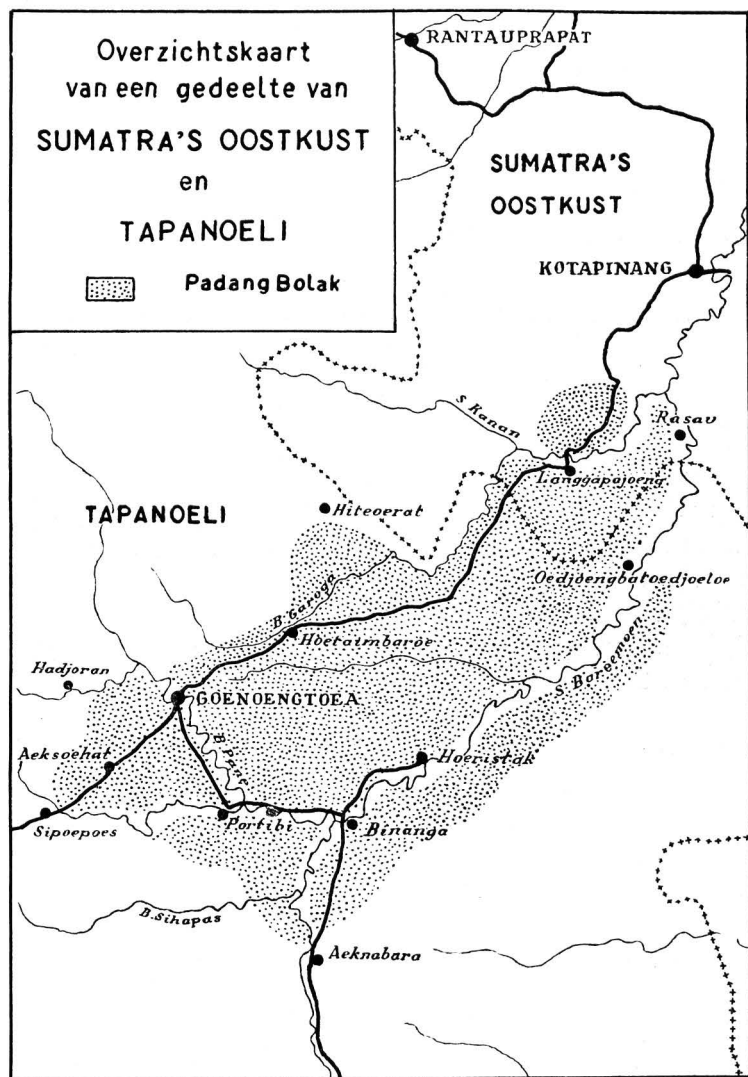 Overzichtskaart
van een gedeelte van
SUMATRA'S OOSTKUST
en
TAPANOELI
Padang Bolak
RANTAUPRAPAT
SUMATRA'S
OOSTKUST
KOTAPINANG
S. Kanan
Rasau
Langgapajoeng
TAPANOELI
Hiteoerat
Oedjoengbatoedjoeloe
B. Garoga
Hoetaimbaroe
S. Baroemoen
Hadjoran
GOENOENGTOEA
B. Pane
Aeksoehat
Hoeristak
Sipoepoes
Portibi
Binanga
B. Sihapas
Aeknabara